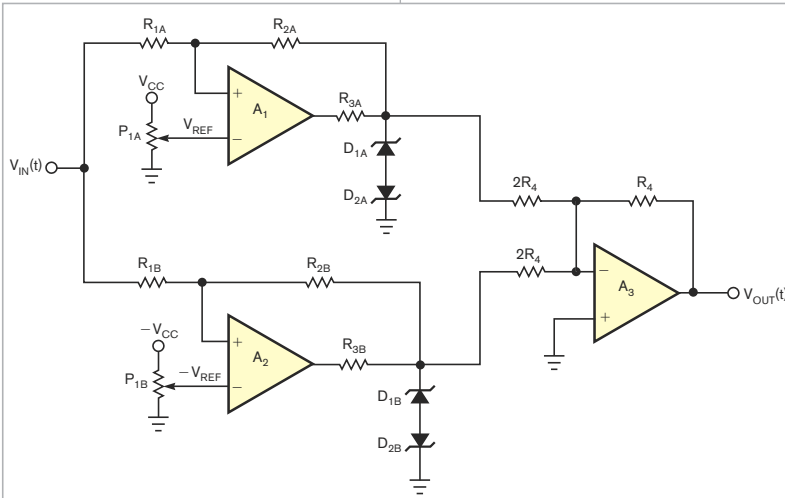 R1A
R2A
VCC
P1A
VREF
+
−
A1
R3A
D1A
D2A
VIN(t)
2R4
R4
2R4
−
+
A3
VOUT(t)
R1B
R2B
−VCC
P1B
−VREF
+
−
A2
R3B
D1B
D2B